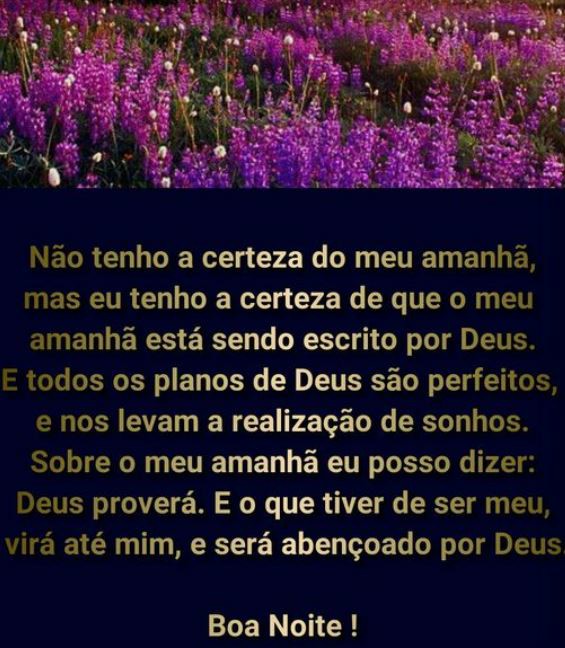 Não tenho a certeza do meu amanhã,
mas eu tenho a certeza de que o meu
amanhã está sendo escrito por Deus.
E todos os planos de Deus são perfeitos,
e nos levam a realização de sonhos.
Sobre o meu amanhã eu posso dizer:
Deus proverá. E o que tiver de ser meu,
virá até mim, e será abençoado por Deus.
Boa Noite !